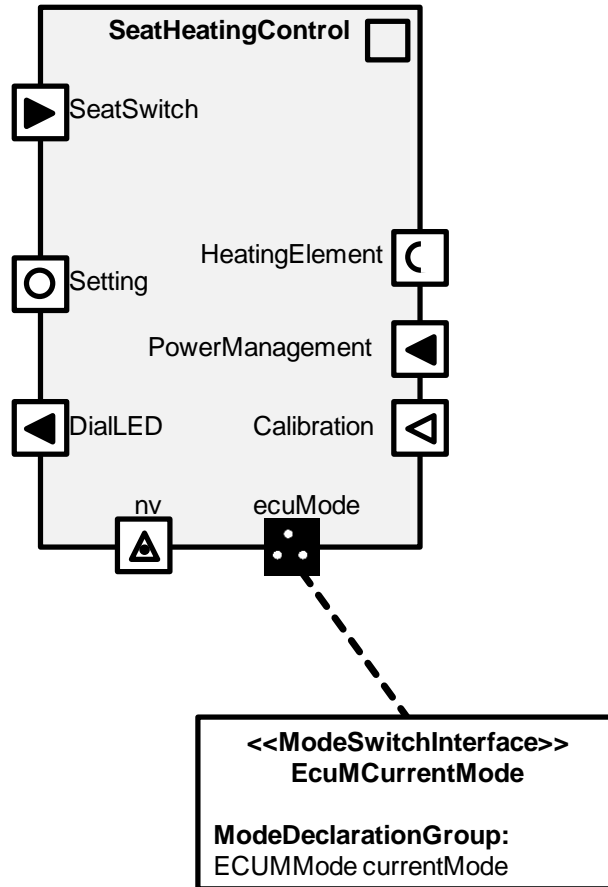 SeatHeatingControl
SeatSwitch
HeatingElement
Setting
PowerManagement
DialLED
Calibration
nv
ecuMode
<<ModeSwitchInterface>>
EcuMCurrentMode
ModeDeclarationGroup:
ECUMMode currentMode